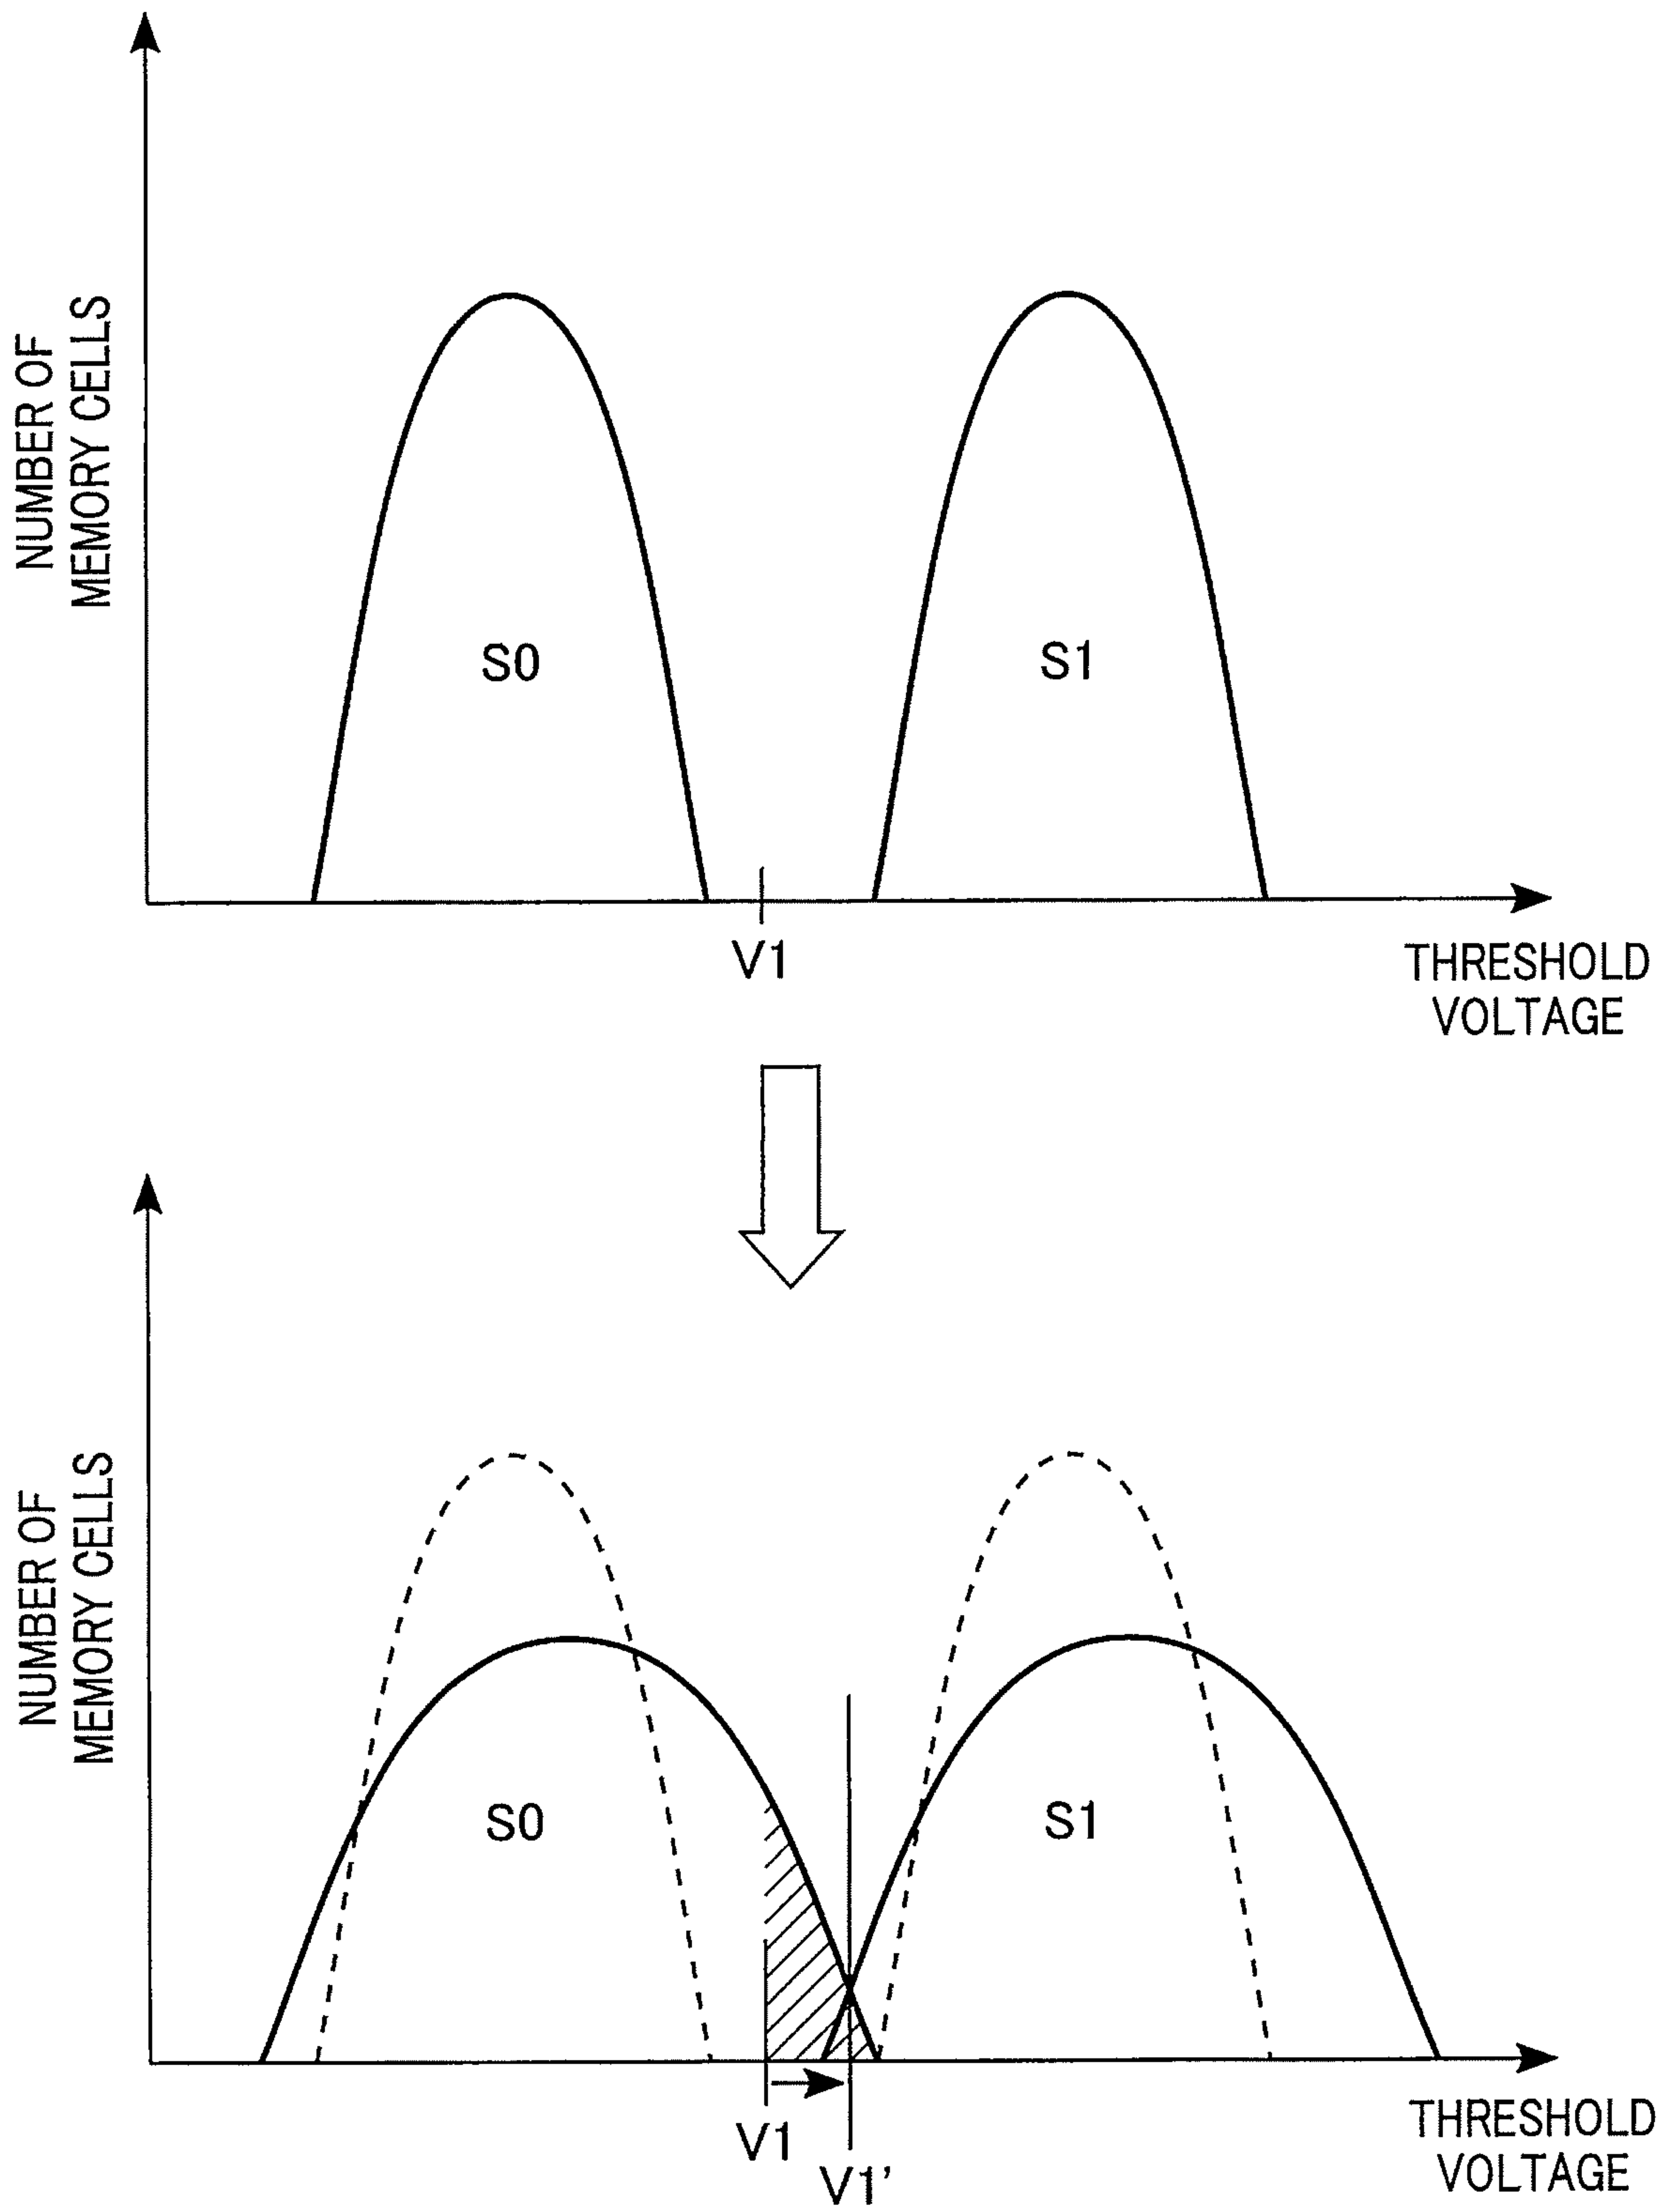 NUMBER OF
MEMORY CELLS
S0
S1
V1
THRESHOLD
VOLTAGE
NUMBER OF
MEMORY CELLS
S0
S1
V1
V1'
THRESHOLD
VOLTAGE